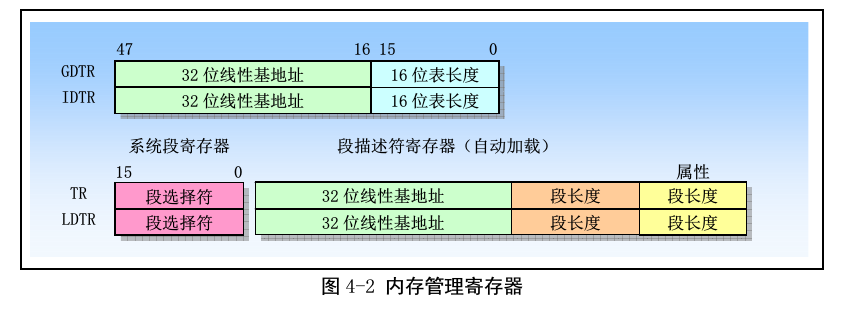 47 16 15 0
GDTR 32 位线性基地址 16 位表长度
IDTR 32 位线性基地址 16 位表长度
系统段寄存器 段描述符寄存器（自动加载）
15 0 属性
TR 段选择符 32 位线性基地址 段长度 段长度
LDTR 段选择符 32 位线性基地址 段长度 段长度
图 4-2 内存管理寄存器